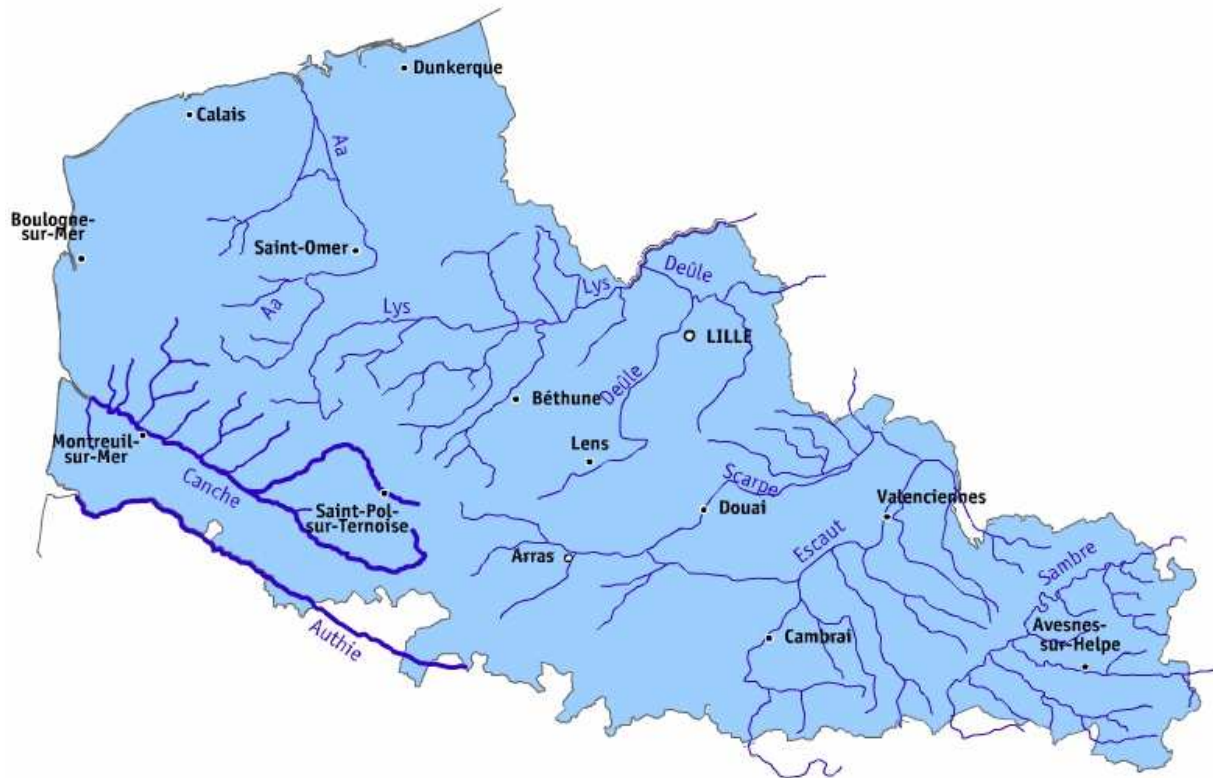 Dunkerque
Calais
Aa
Boulogne-
sur-Mer
Saint-Omer
Deûle
Lys
Aa
Lys
LILLE
Deûle
Béthune
Montreuil-
sur-Mer
Lens
Canche
Scarpe
Valenciennes
Saint-Pol-
sur-Ternoise
Douai
Arras
Escaut
Sambre
Authie
Cambrai
Avesnes-
sur-Helpe